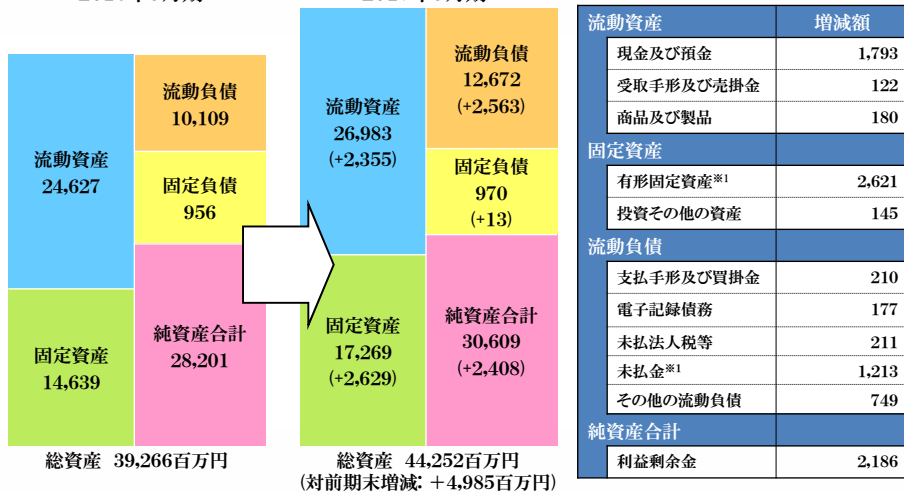 流動資産
24,627
固定資産
14,639
流動負債
10,109
固定負債
956
純資産合計
28,201
総資産 39,266百万円
流動資産
26,983
(+2,355)
固定資産
17,269
(+2,629)
流動負債
12,672
(+2,563)
固定負債
970
(+13)
純資産合計
30,609
(+2,408)
総資産 44,252百万円
(対前期末増減: +4,985百万円)
流動資産 増減額
現金及び預金 1,793
受取手形及び売掛金 122
商品及び製品 180
固定資産
有形固定資産※1 2,621
投資その他の資産 145
流動負債
支払手形及び買掛金 210
電子記録債務 177
未払法人税等 211
未払金※1 1,213
その他の流動負債 749
純資産合計
利益剰余金 2,186